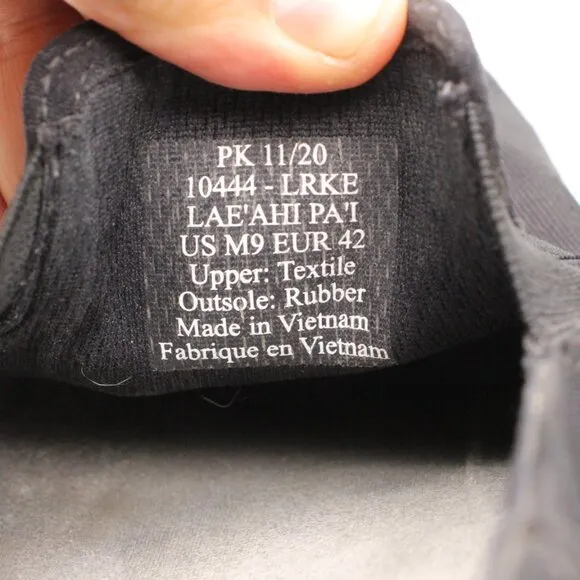 PK 11/20
10444 - LRKE
LAE'AHI PA'I
US M9 EUR 42
Upper: Textile
Outsole: Rubber
Made in Vietnam
Fabrique en Vietnam